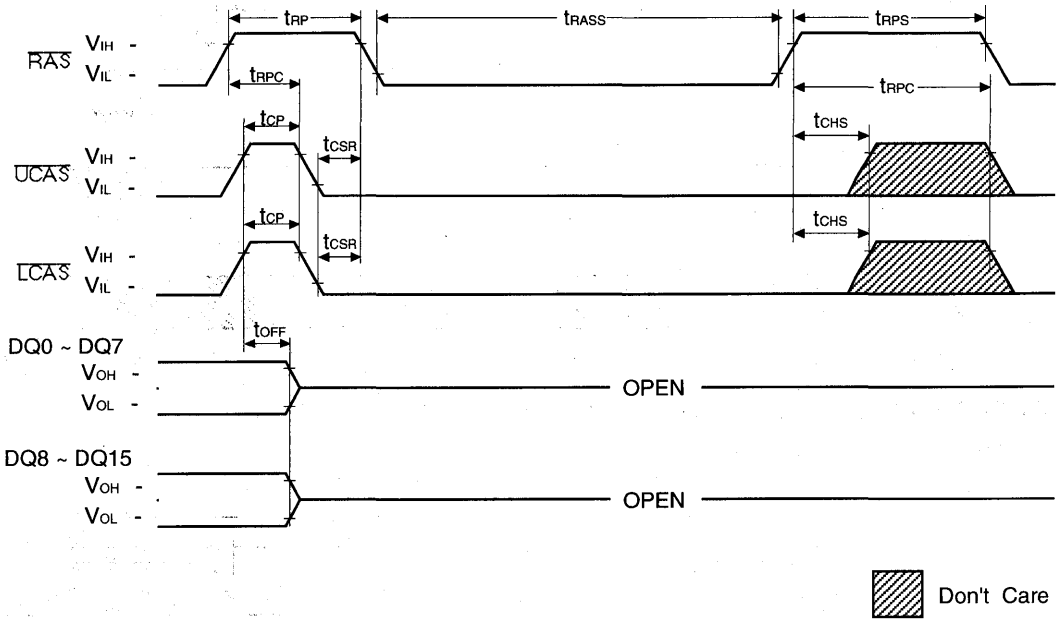 tRP
tRASS
tRPS
RAS
VIH -
VIL -
tRPC
tRPC
tCP
tCSR
tCHS
UCAS
VIH -
VIL -
tCP
tCSR
tCHS
LCAS
VIH -
VIL -
tOFF
DQ0 ~ DQ7
VOH -
VOL -
OPEN
DQ8 ~ DQ15
VOH -
VOL -
OPEN
Don't Care